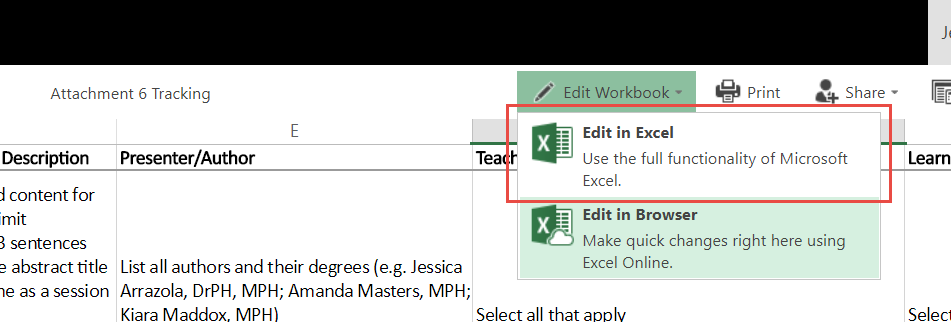 Je
Attachment 6 Tracking
Edit Workbook
Print
Share
E
Edit in Excel
Use the full functionality of Microsoft
Excel.
Edit in Browser
Make quick changes right here using
Excel Online.
Description
Presenter/Author
Teach
Learn
d content for
imit
3 sentences
e abstract title
ne as a session
List all authors and their degrees (e.g. Jessica
Arrazola, DrPH, MPH; Amanda Masters, MPH;
Kiara Maddox, MPH)
Select all that apply
Select